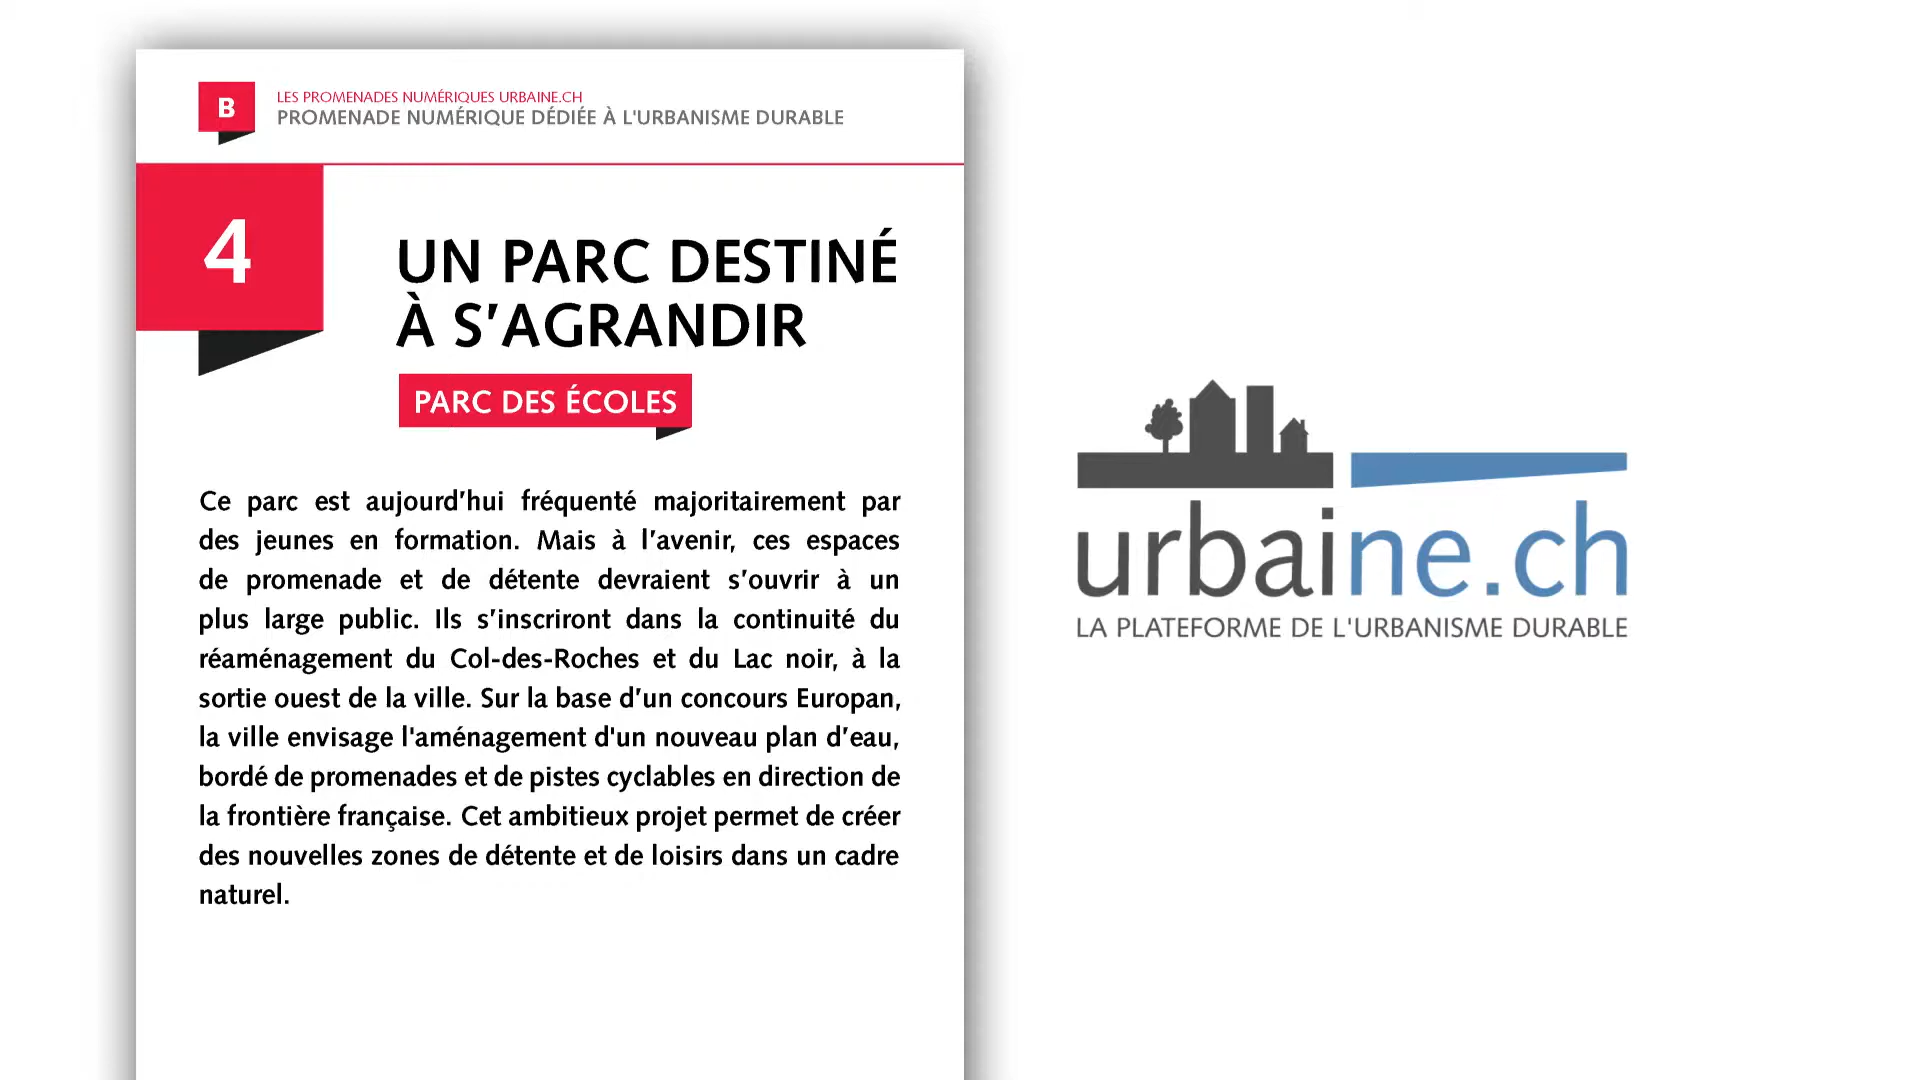 B
LES PROMENADES NUMÉRIQUES URBAINE.CH
PROMENADE NUMÉRIQUE DÉDIÉE À L'URBANISME DURABLE
4
UN PARC DESTINÉ
À S’AGRANDIR
PARC DES ÉCOLES
Ce parc est aujourd’hui fréquenté majoritairement par
des jeunes en formation. Mais à l’avenir, ces espaces
de promenade et de détente devraient s’ouvrir à un
plus large public. Ils s’inscriront dans la continuité du
réaménagement du Col-des-Roches et du Lac noir, à la
sortie ouest de la ville. Sur la base d’un concours Europan,
la ville envisage l'aménagement d'un nouveau plan d’eau,
bordé de promenades et de pistes cyclables en direction de
la frontière française. Cet ambitieux projet permet de créer
des nouvelles zones de détente et de loisirs dans un cadre
naturel.
urbaine.ch
LA PLATEFORME DE L'URBANISME DURABLE